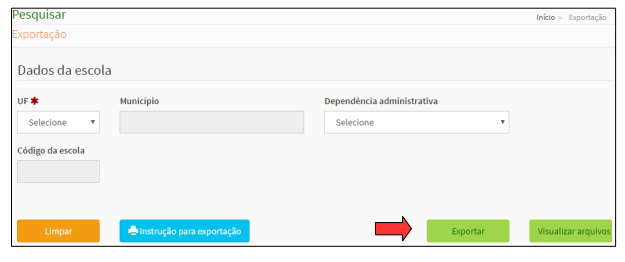 Pesquisar
Início > Exportação
Exportação
Dados da escola
UF * Município Dependência administrativa
Selecione Selecione
Código da escola
Limpar Instrução para exportação Exportar Visualizar arquivos